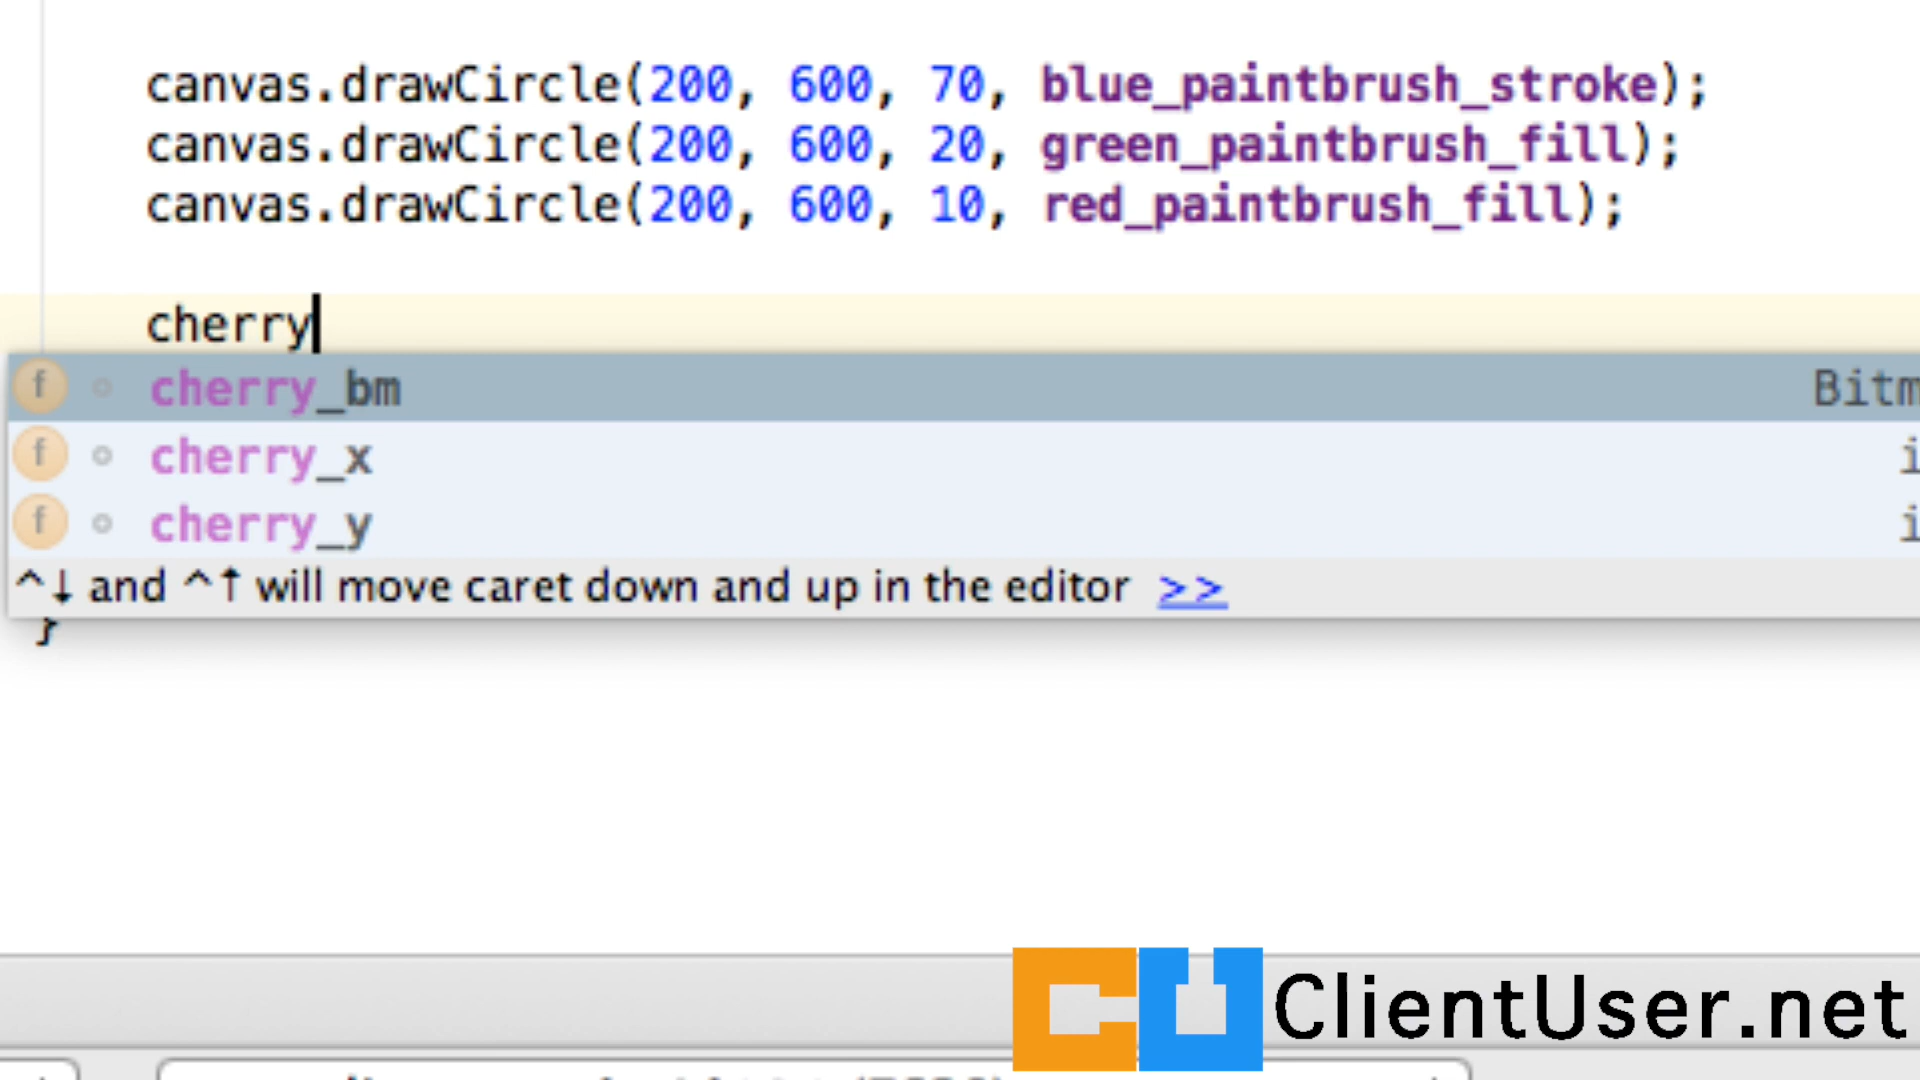 canvas.drawCircle(200, 600, 70, blue_paintbrush_stroke);
canvas.drawCircle(200, 600, 20, green_paintbrush_fill);
canvas.drawCircle(200, 600, 10, red_paintbrush_fill);
cherry
f cherry_bm Bitm
f cherry_x i
f cherry_y i
^↓ and ^↑ will move caret down and up in the editor >>
}
CU ClientUser.net